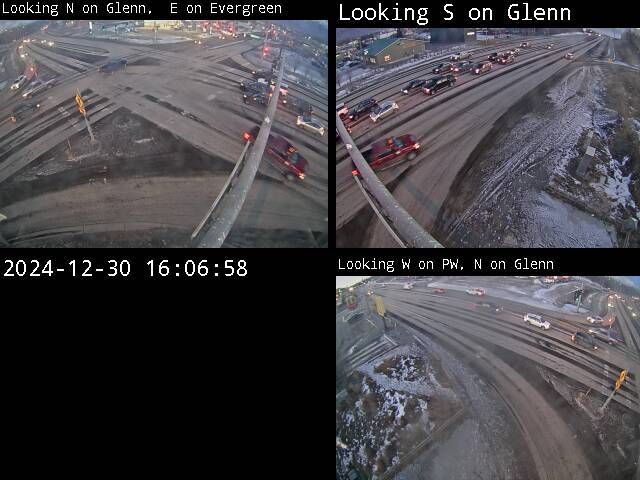 Looking N on Glenn,  E on Evergreen
Looking S on Glenn
2024-12-30 16:06:58
Looking W on PW, N on Glenn